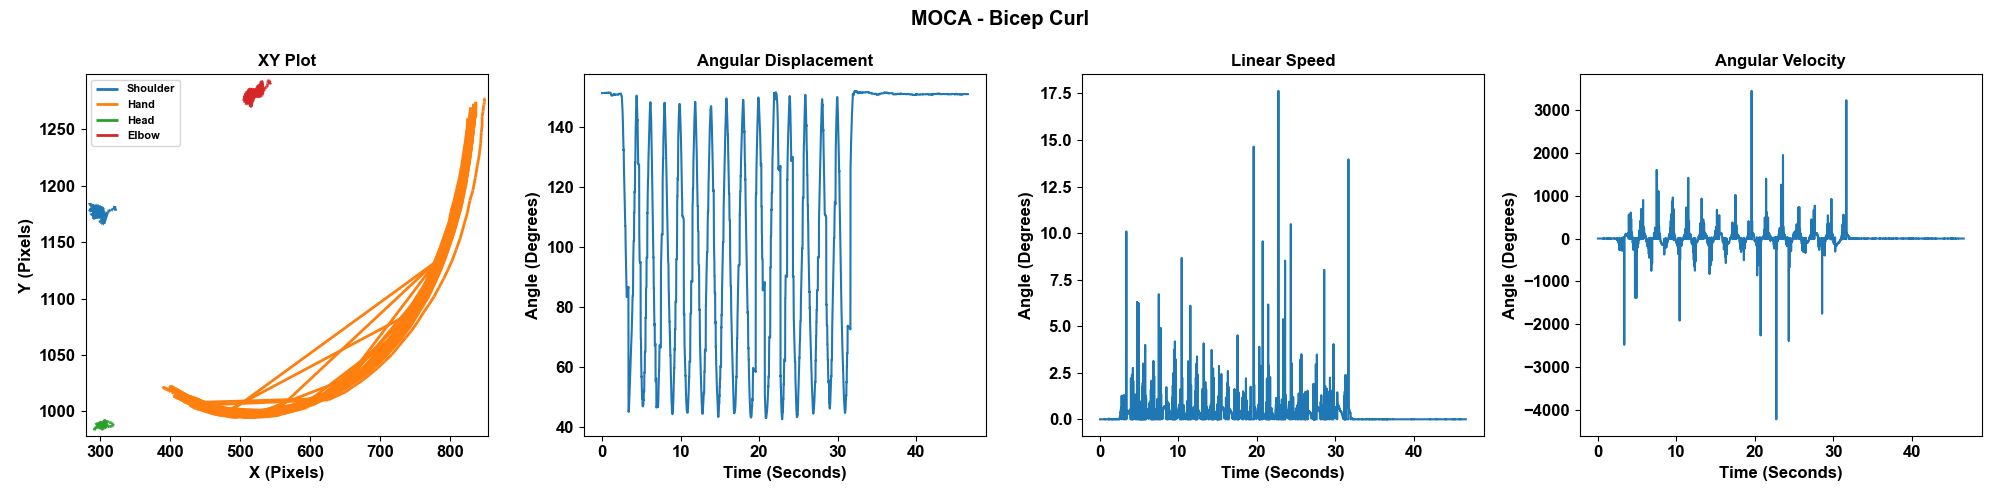 MOCA - Bicep Curl
XY Plot
Shoulder
Hand
Head
Elbow
Y (Pixels)
1250
1200
1150
1100
1050
1000
300 400 500 600 700 800
X (Pixels)
Angular Displacement
Angle (Degrees)
140
120
100
80
60
40
0 10 20 30 40
Time (Seconds)
Linear Speed
Angle (Degrees)
17.5
15.0
12.5
10.0
7.5
5.0
2.5
0.0
0 10 20 30 40
Time (Seconds)
Angular Velocity
Angle (Degrees)
3000
2000
1000
0
−1000
−2000
−3000
−4000
0 10 20 30 40
Time (Seconds)